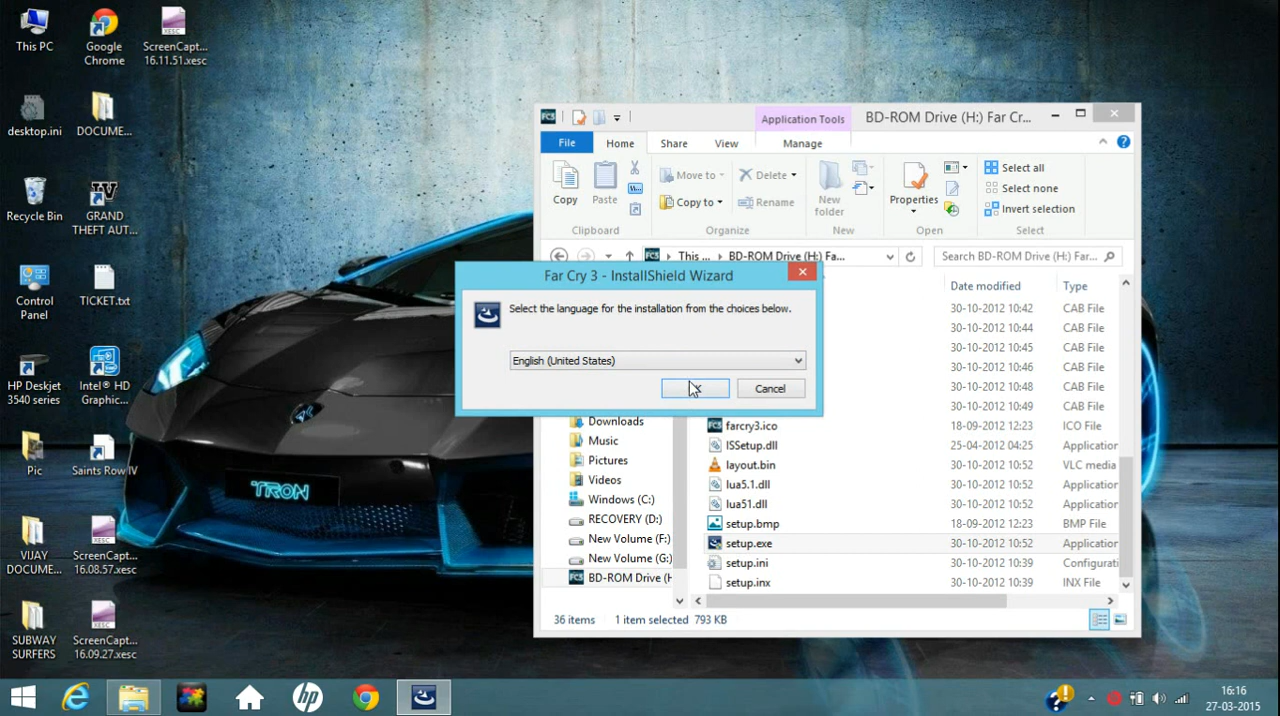 This PC
Google
Chrome
ScreenCapt...
16.11.51.xesc
desktop.ini
DOCUME...
Recycle Bin
GRAND
THEFT AUT...
Control
Panel
TICKET.txt
HP Deskjet
3540 series
Intel® HD
Graphic...
Pic
Saints Row IV
VIJAY
DOCUME...
ScreenCapt...
16.08.57.xesc
SUBWAY
SURFERS
ScreenCapt...
16.09.27.xesc
TRON
FC3
Application Tools
BD-ROM Drive (H:) Far Cr...
File
Home
Share
View
Manage
Copy
Paste
Clipboard
Move to
Copy to
Delete
Rename
Organize
New
folder
New
Properties
Open
Select all
Select none
Invert selection
Select
FC3
This ...
BD-ROM Drive (H:) Fa...
Search BD-ROM Drive (H:) Far...
Far Cry 3 - InstallShield Wizard
Select the language for the installation from the choices below.
English (United States)
Cancel
Date modified
Type
30-10-2012 10:42 CAB File
30-10-2012 10:44 CAB File
30-10-2012 10:45 CAB File
30-10-2012 10:46 CAB File
30-10-2012 10:48 CAB File
30-10-2012 10:49 CAB File
farcry3.ico 18-09-2012 12:23 ICO File
ISSetup.dll 25-04-2012 04:25 Application
layout.bin 30-10-2012 10:52 VLC media
lua5.1.dll 30-10-2012 10:52 Application
lua51.dll 30-10-2012 10:52 Application
setup.bmp 18-09-2012 12:23 BMP File
setup.exe 30-10-2012 10:52 Application
setup.ini 30-10-2012 10:39 Configurati
setup.inx 30-10-2012 10:39 INX File
Downloads
Music
Pictures
Videos
Windows (C:)
RECOVERY (D:)
New Volume (F:)
New Volume (G:)
FC3
BD-ROM Drive (H
36 items 1 item selected 793 KB
hp
16:16
27-03-2015